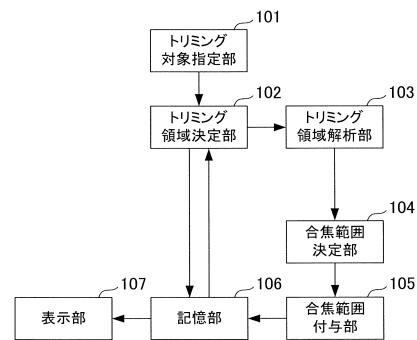 101
トリミング
対象指定部
102
トリミング
領域決定部
103
トリミング
領域解析部
104
合焦範囲
決定部
107
表示部
106
記憶部
105
合焦範囲
付与部